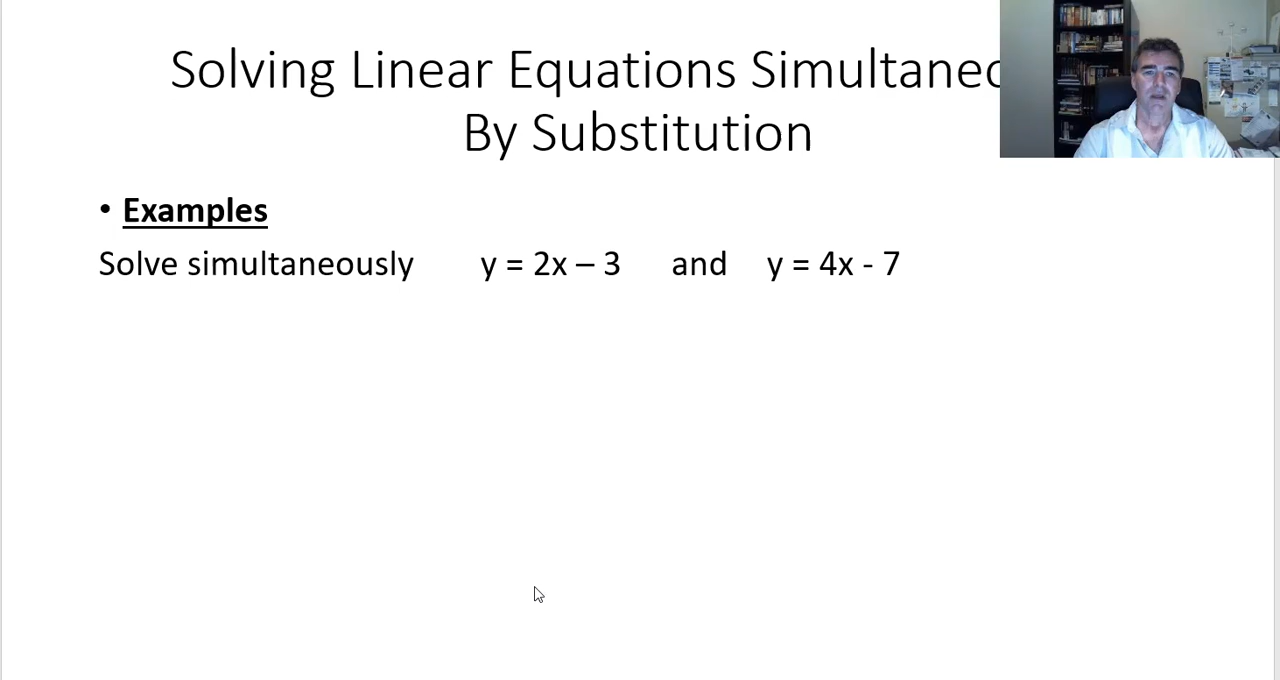 Solving Linear Equations Simultaneo
By Substitution
• Examples
Solve simultaneously y = 2x – 3 and y = 4x - 7